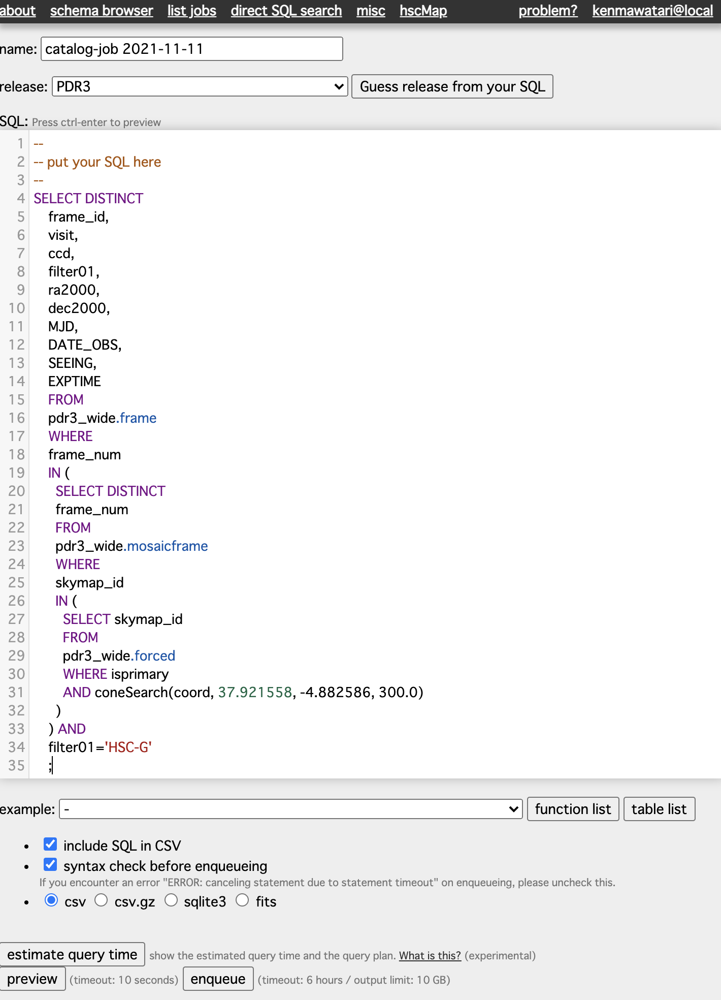 about schema browser list jobs direct SQL search misc hscMap problem? kenmawatari@local
name: catalog-job 2021-11-11
release: PDR3 Guess release from your SQL
SQL: Press ctrl-enter to preview
1 --
2 -- put your SQL here
3 --
4 SELECT DISTINCT
5 frame_id,
6 visit,
7 ccd,
8 filter01,
9 ra2000,
10 dec2000,
11 MJD,
12 DATE_OBS,
13 SEEING,
14 EXPTIME
15 FROM
16 pdr3_wide.frame
17 WHERE
18 frame_num
19 IN (
20 SELECT DISTINCT
21 frame_num
22 FROM
23 pdr3_wide.mosaicframe
24 WHERE
25 skymap_id
26 IN (
27 SELECT skymap_id
28 FROM
29 pdr3_wide.forced
30 WHERE isprimary
31 AND coneSearch(coord, 37.921558, -4.882586, 300.0)
32 )
33 ) AND
34 filter01='HSC-G'
35 ;
example: - function list table list
include SQL in CSV
syntax check before enqueueing
If you encounter an error "ERROR: canceling statement due to statement timeout" on enqueueing, please uncheck this.
csv csv.gz sqlite3 fits
estimate query time show the estimated query time and the query plan. What is this? (experimental)
preview (timeout: 10 seconds) enqueue (timeout: 6 hours / output limit: 10 GB)